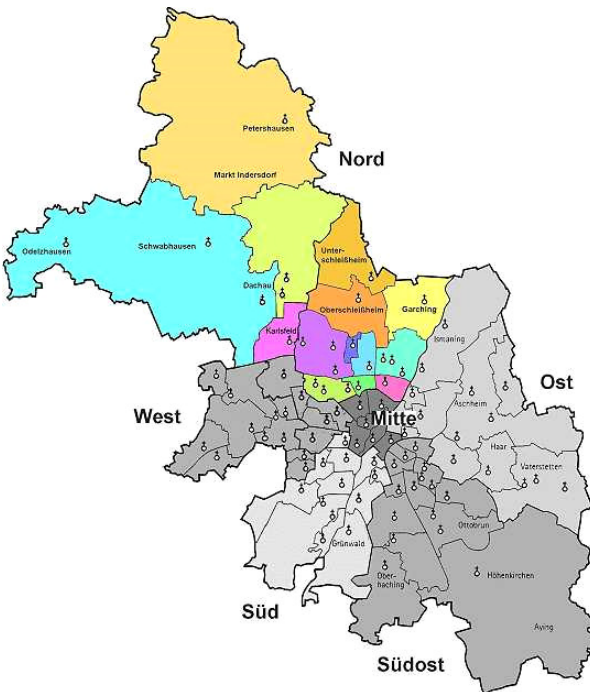 Petershausen
Nord
Markt Indersdorf
Odelzhausen
Schwabhausen
Unter-
schleißheim
Dachau
Oberschleißheim
Garching
Karlsfeld
Ismaning
Ost
West
Mitte
Aschheim
Haar
Vaterstetten
Ottobrun
Grünwald
Ober-
haching
Höhenkirchen
Süd
Aying
Südost